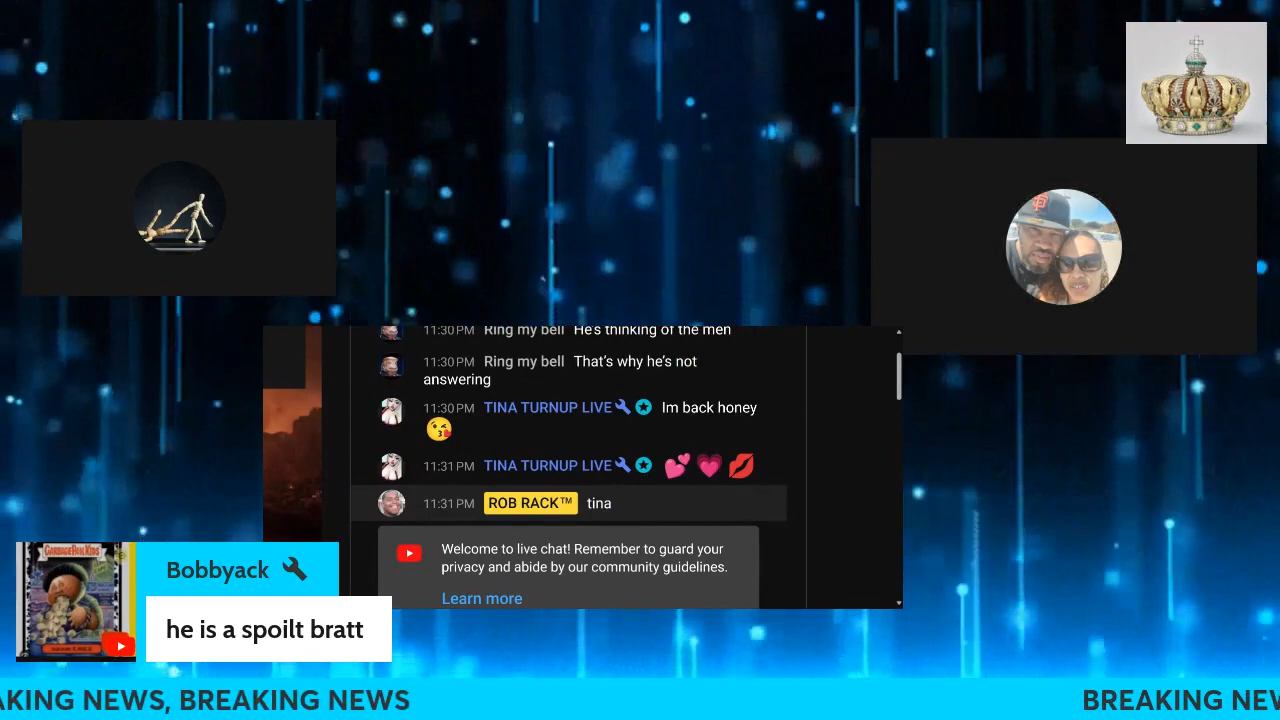 11:30 PM Ring my bell He's thinking of the men
11:30 PM Ring my bell That's why he's not
answering
11:30 PM TINA TURNUP LIVE Im back honey
😘
11:31 PM TINA TURNUP LIVE 💕 💗 💋
11:31 PM ROB RACK™ tina
Welcome to live chat! Remember to guard your
privacy and abide by our community guidelines.
Learn more
GARBAGE PAIL KIDS
Bobbyack
he is a spoilt bratt
AKING NEWS, BREAKING NEWS
BREAKING NEW